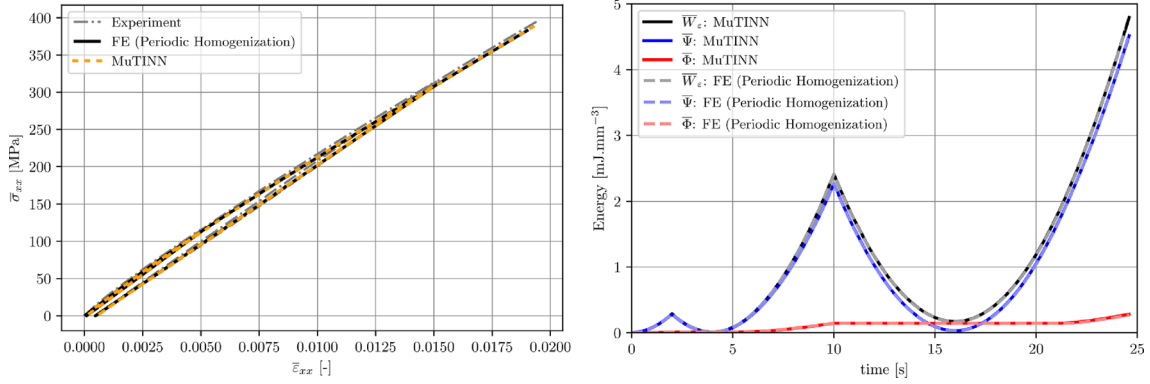 400
350
300
250
200
150
100
50
0
σ̅xx [MPa]
Experiment
FE (Periodic Homogenization)
MuTINN
0.0000 0.0025 0.0050 0.0075 0.0100 0.0125 0.0150 0.0175 0.0200
ε̅xx [-]
5
4
3
2
1
0
Energy [mJ.mm⁻³]
W̅ε: MuTINN
Ψ̅: MuTINN
Φ̅: MuTINN
W̅ε: FE (Periodic Homogenization)
Ψ̅: FE (Periodic Homogenization)
Φ̅: FE (Periodic Homogenization)
0 5 10 15 20 25
time [s]